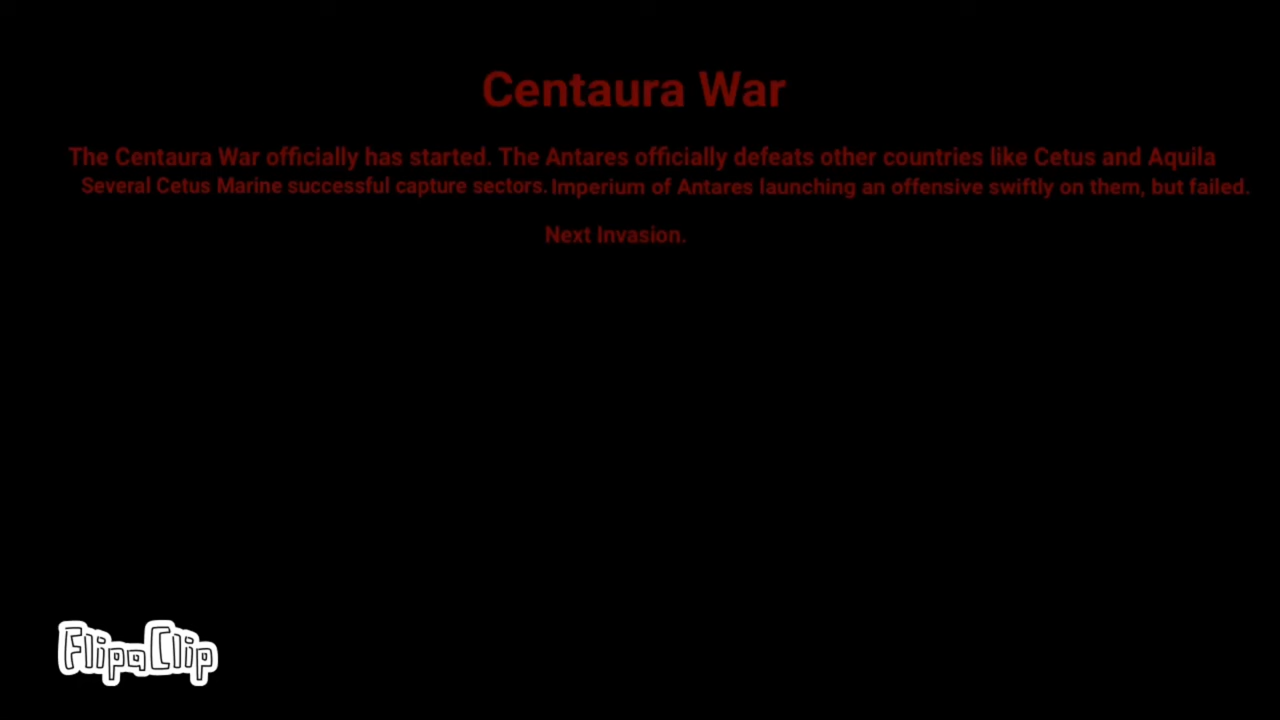 Centaura War
The Centaura War officially has started. The Antares officially defeats other countries like Cetus and Aquila
Several Cetus Marine successful capture sectors. Imperium of Antares launching an offensive swiftly on them, but failed.
Next Invasion.
FlipaClip